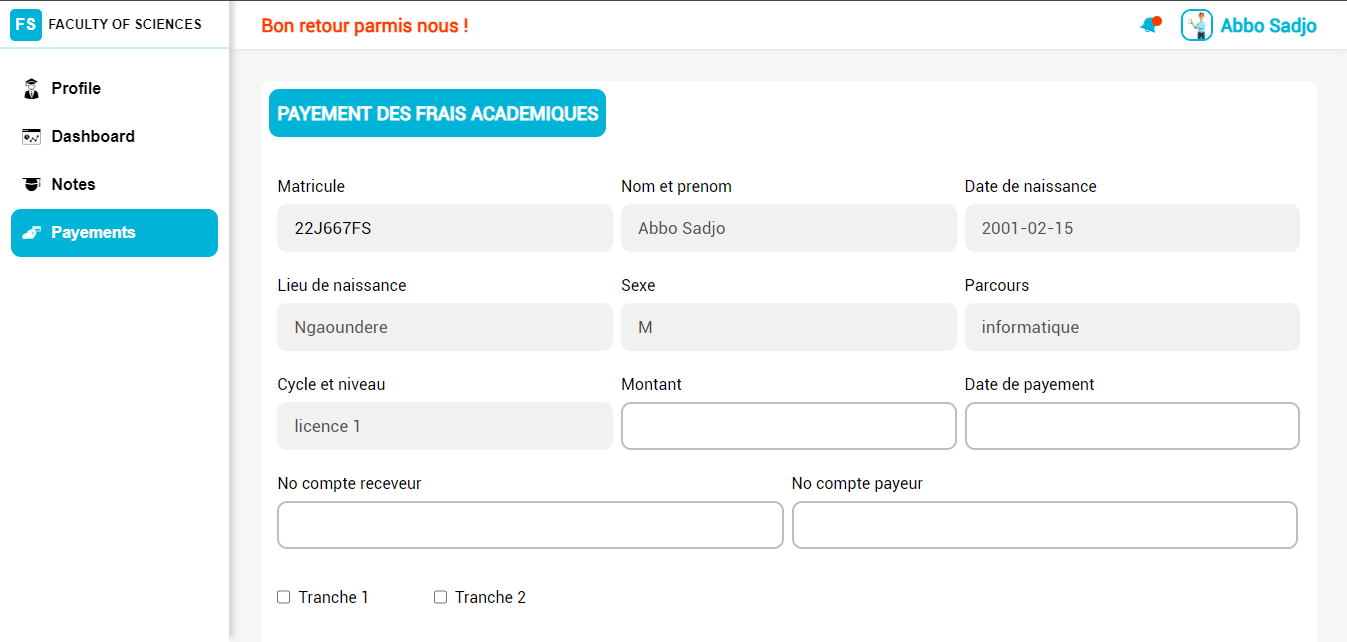 FS FACULTY OF SCIENCES
Bon retour parmis nous !
Abbo Sadjo
Profile
Dashboard
Notes
Payements
PAYEMENT DES FRAIS ACADEMIQUES
Matricule
22J667FS
Nom et prenom
Abbo Sadjo
Date de naissance
2001-02-15
Lieu de naissance
Ngaoundere
Sexe
M
Parcours
informatique
Cycle et niveau
licence 1
Montant
Date de payement
No compte receveur
No compte payeur
Tranche 1
Tranche 2